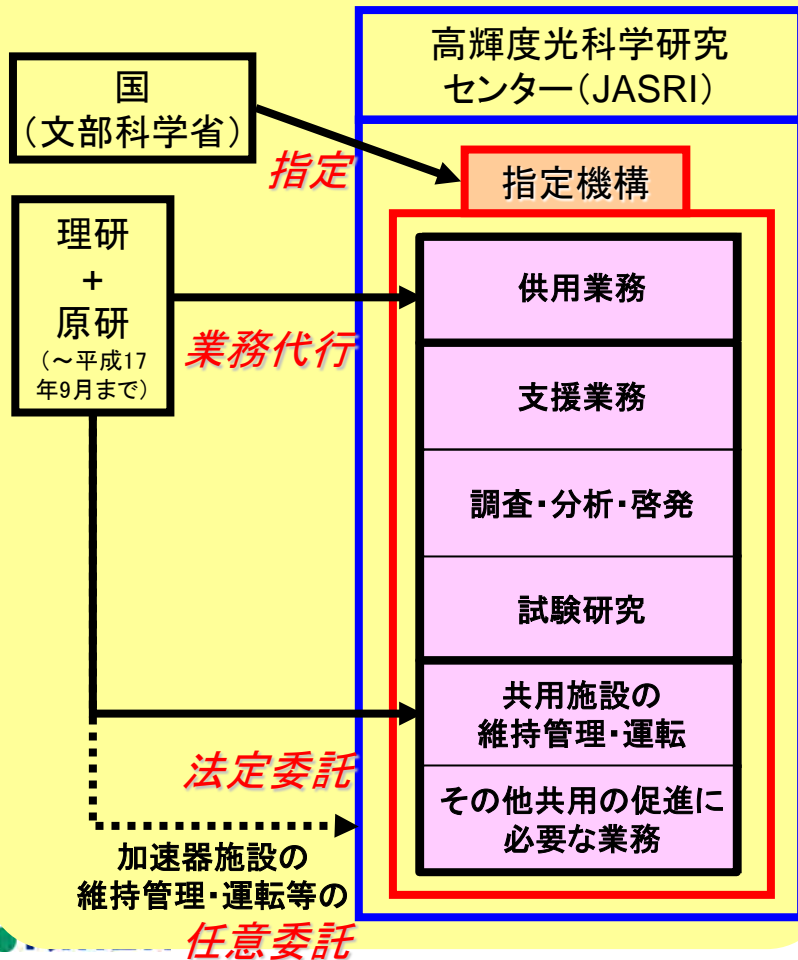 高輝度光科学研究
センター(JASRI)
国
(文部科学省)
指定
指定機構
理研
+
原研
(～平成17
年9月まで)
業務代行
供用業務
支援業務
調査・分析・啓発
試験研究
共用施設の
維持管理・運転
法定委託
その他共用の促進に
必要な業務
加速器施設の
維持管理・運転等の
任意委託